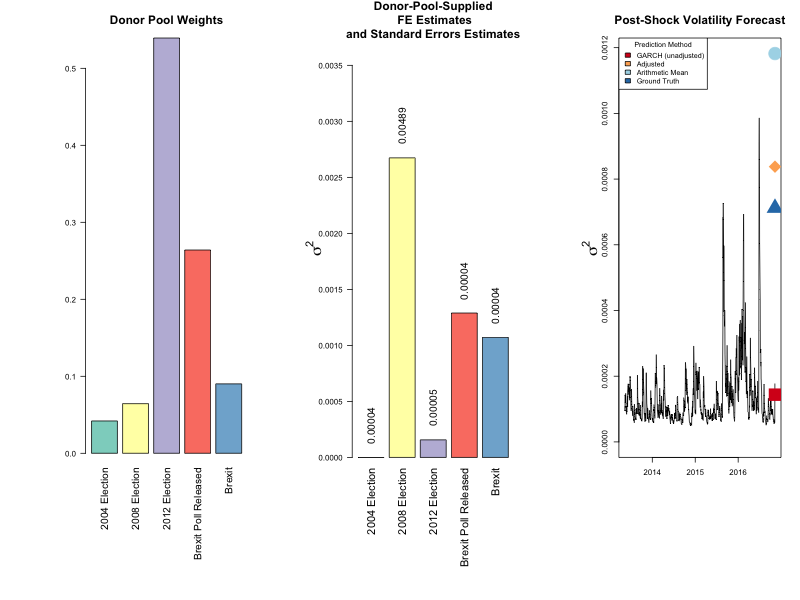 Donor Pool Weights
0.5
0.4
0.3
0.2
0.1
0.0
2004 Election
2008 Election
2012 Election
Brexit Poll Released
Brexit
Donor-Pool-Supplied
FE Estimates
and Standard Errors Estimates
σ²
0.0035
0.0030
0.0025
0.0020
0.0015
0.0010
0.0005
0.0000
0.00004
0.00489
0.00005
0.00004
0.00004
2004 Election
2008 Election
2012 Election
Brexit Poll Released
Brexit
Post-Shock Volatility Forecast
σ²
0.0012
0.0010
0.0008
0.0006
0.0004
0.0002
0.0000
Prediction Method
GARCH (unadjusted)
Adjusted
Arithmetic Mean
Ground Truth
2014
2015
2016